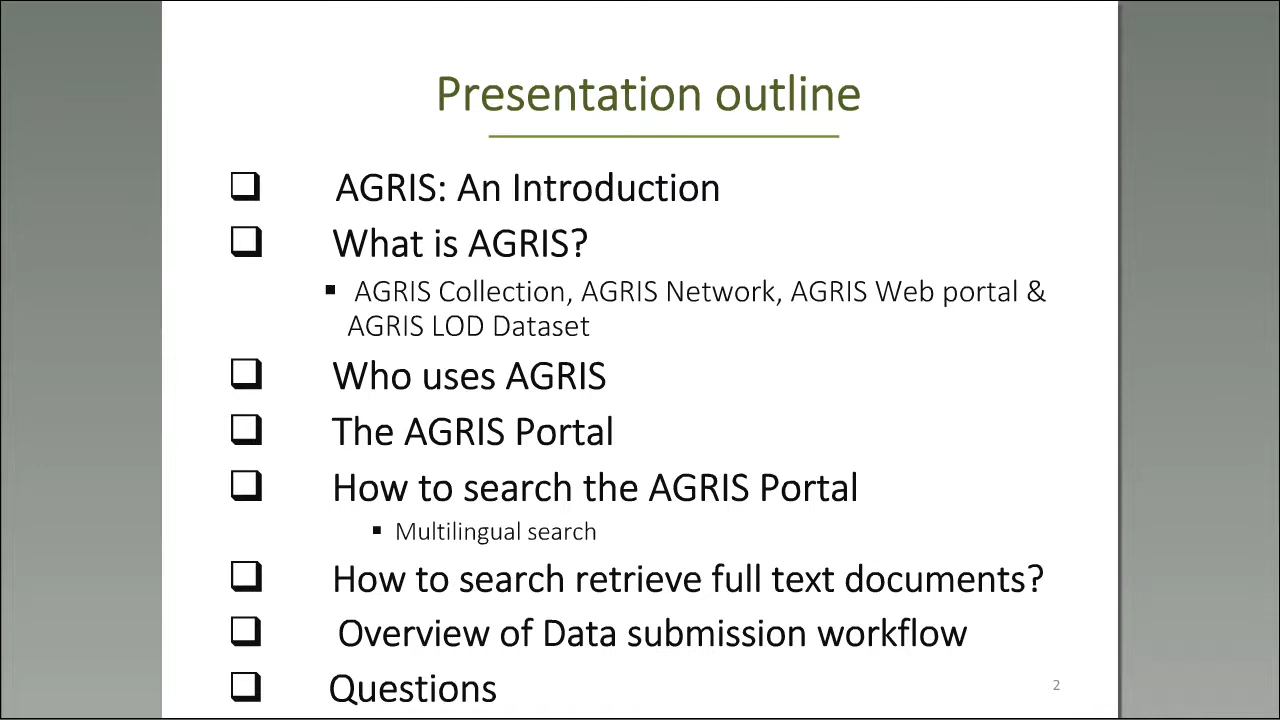 Presentation outline
AGRIS: An Introduction
What is AGRIS?
AGRIS Collection, AGRIS Network, AGRIS Web portal &
AGRIS LOD Dataset
Who uses AGRIS
The AGRIS Portal
How to search the AGRIS Portal
Multilingual search
How to search retrieve full text documents?
Overview of Data submission workflow
Questions
2